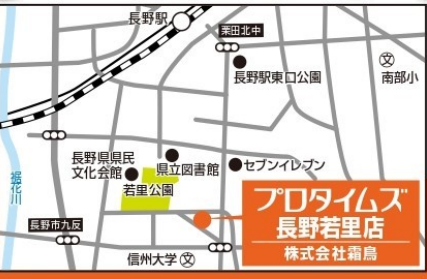 長野駅
栗田北中
長野駅東口公園
文
南部小
長野県県民
文化会館
県立図書館
セブンイレブン
若里公園
裾花川
長野市九反
信州大学 文
プロタイムズ
長野若里店
株式会社霜鳥